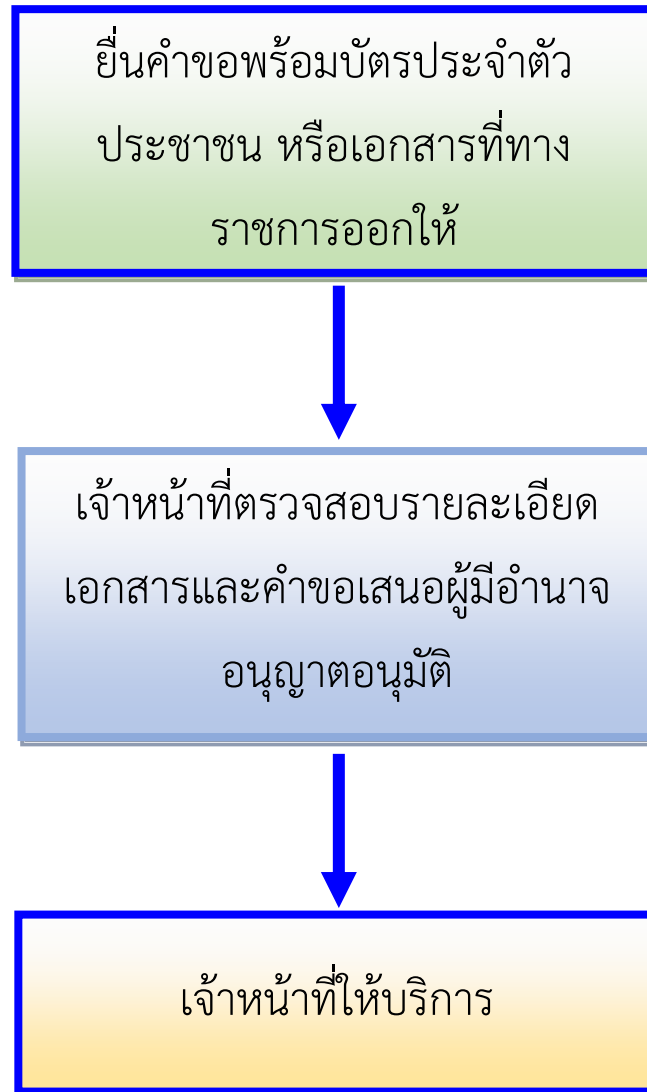 ยื่นคำขอพร้อมบัตรประจำตัว
ประชาชน หรือเอกสารที่ทาง
ราชการออกให้
เจ้าหน้าที่ตรวจสอบรายละเอียด
เอกสารและคำขอเสนอผู้มีอำนาจ
อนุญาตอนุมัติ
เจ้าหน้าที่ให้บริการ